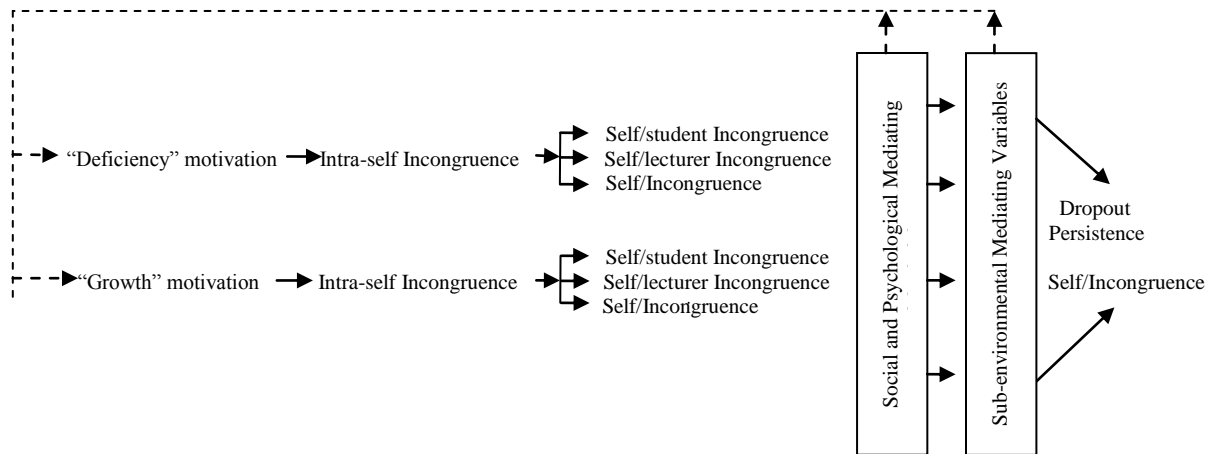 Self/student Incongruence
“Deficiency” motivation
Intra-self Incongruence
Self/lecturer Incongruence
Self/Incongruence
Self/student Incongruence
“Growth” motivation
Intra-self Incongruence
Self/lecturer Incongruence
Self/Incongruence
Social and Psychological Mediating
Sub-environmental Mediating Variables
Dropout
Persistence
Self/Incongruence